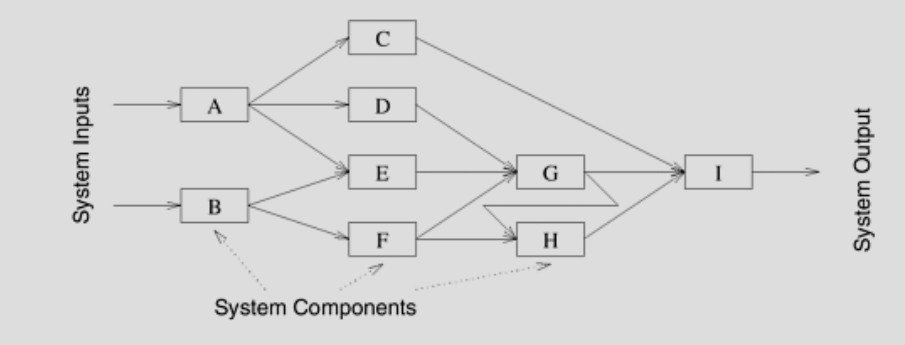 System Inputs
A
B
C
D
E
F
G
H
I
System Output
System Components